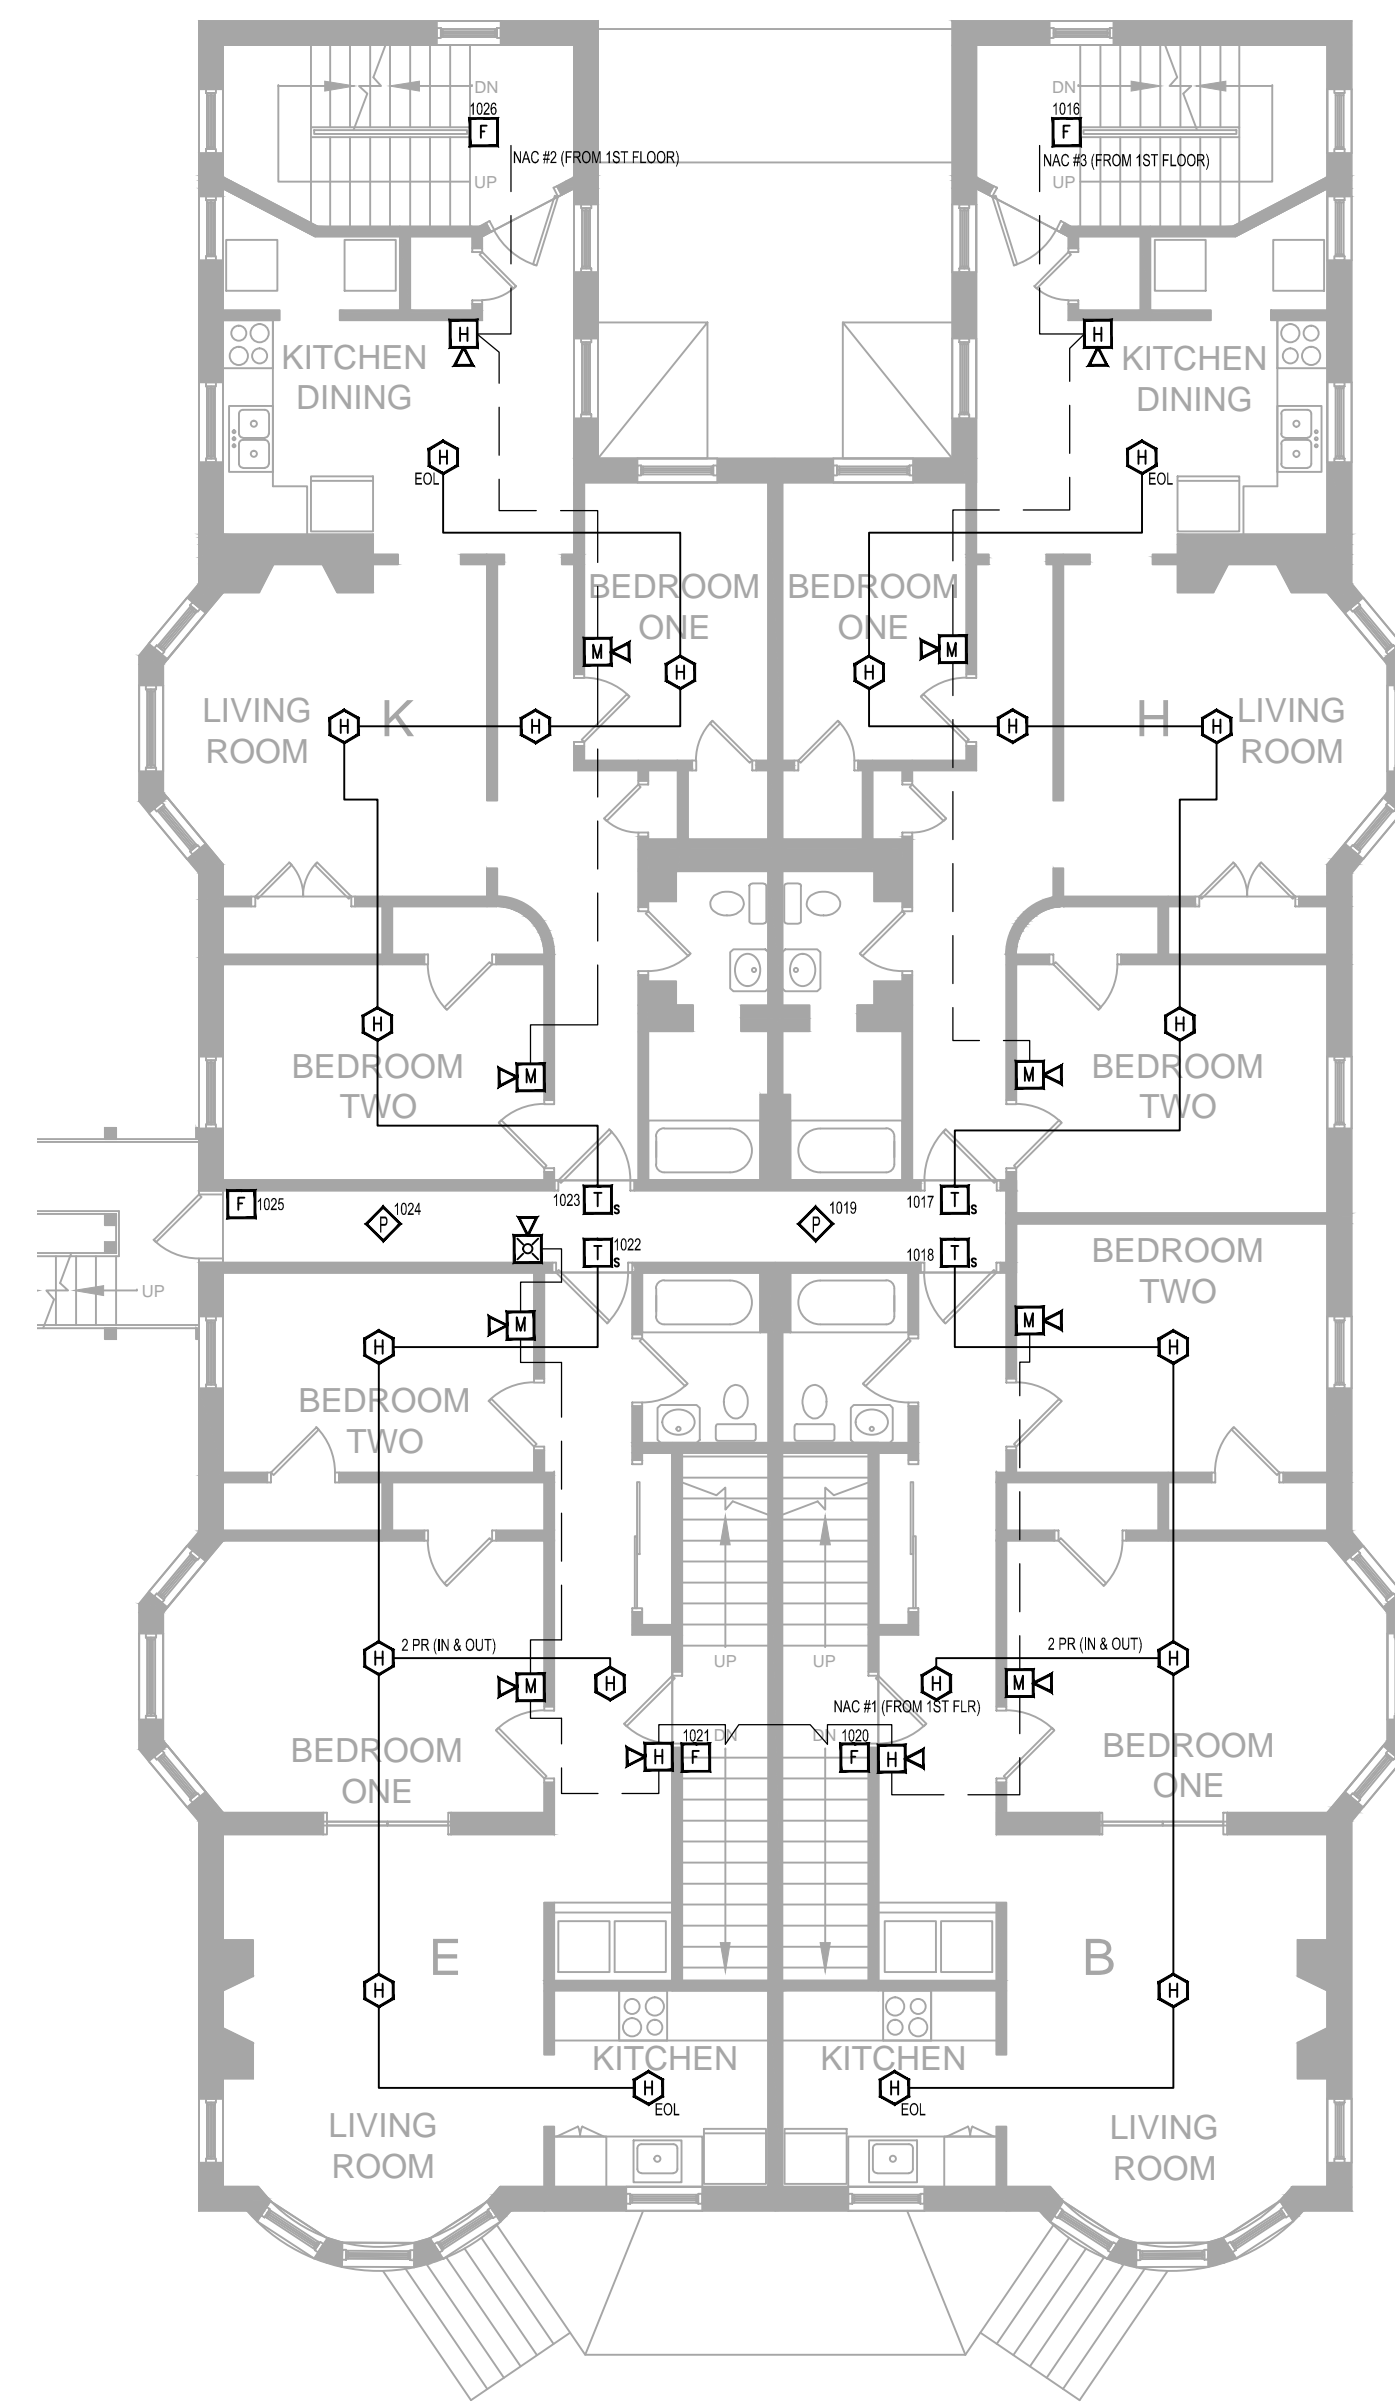 DN
1026
F
NAC #2 (FROM 1ST FLOOR)
UP
DN
1016
F
NAC #3 (FROM 1ST FLOOR)
UP
H
KITCHEN
DINING
H
KITCHEN
DINING
H
EOL
H
EOL
BEDROOM
ONE
BEDROOM
ONE
M
M
H
H
LIVING
ROOM
H
K
H
H
H
H
LIVING
ROOM
H
H
BEDROOM
TWO
M
M
BEDROOM
TWO
F
1025
P
1024
1023
T
S
P
1019
1017
T
S
T
S
1022
1018
T
S
BEDROOM
TWO
UP
M
M
H
H
BEDROOM
TWO
2 PR (IN & OUT)
H
H
M
UP
UP
2 PR (IN & OUT)
H
H
M
NAC #1 (FROM 1ST FLR)
BEDROOM
ONE
H
1021
F
DN
DN
1020
F
H
BEDROOM
ONE
E
B
H
H
KITCHEN
KITCHEN
H
EOL
H
EOL
LIVING
ROOM
LIVING
ROOM